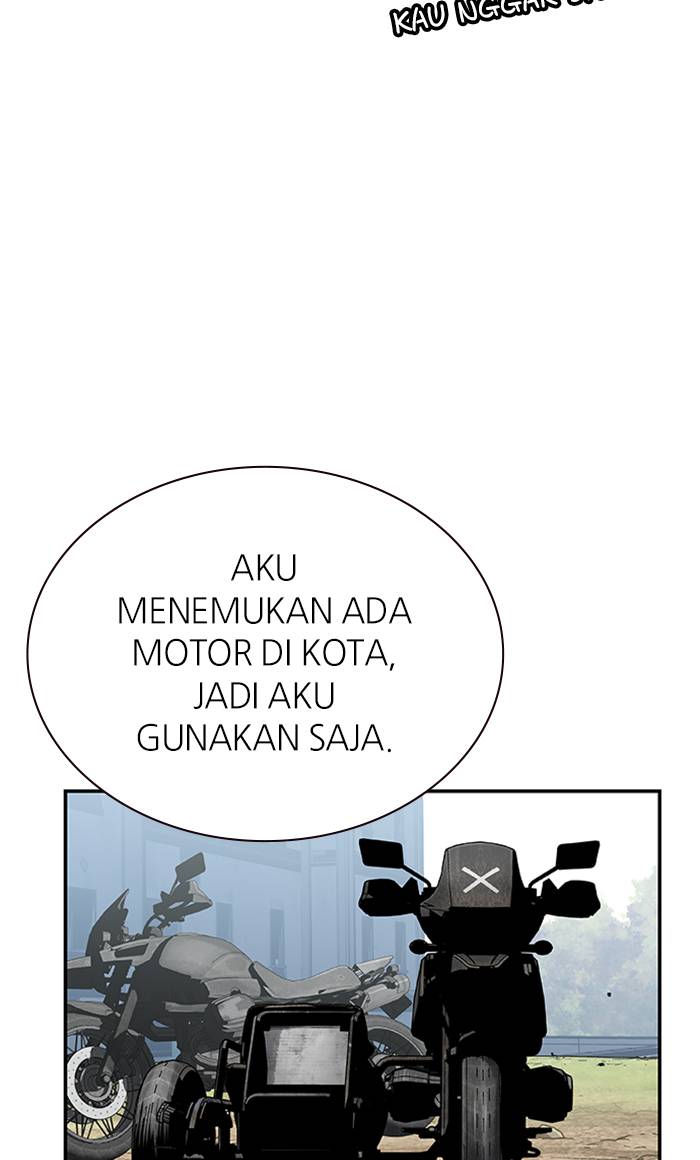 KAU NGGAK
AKU
MENEMUKAN ADA
MOTOR DI KOTA,
JADI AKU
GUNAKAN SAJA.